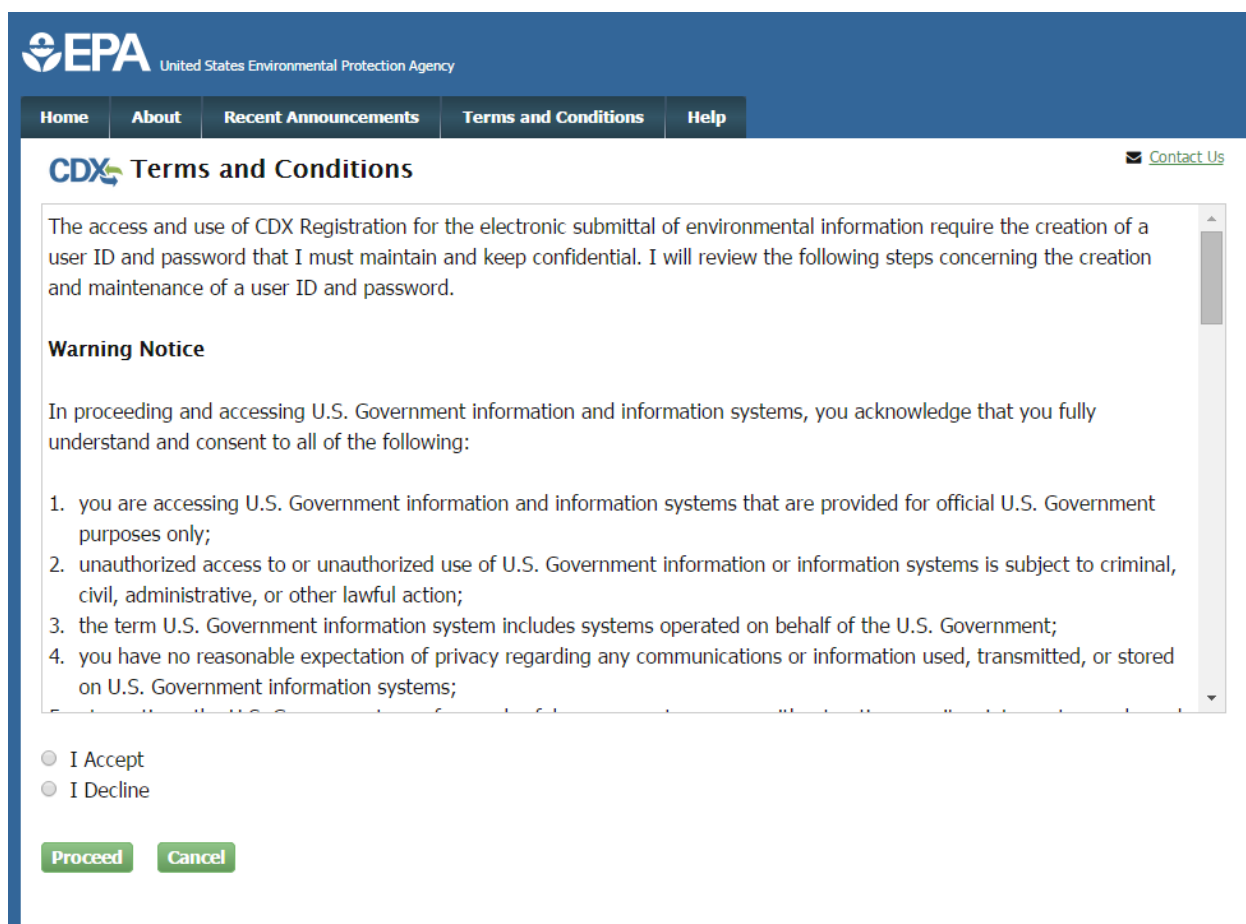 EPA United States Environmental Protection Agency
Home About Recent Announcements Terms and Conditions Help
CDX Terms and Conditions
Contact Us
The access and use of CDX Registration for the electronic submittal of environmental information require the creation of a
user ID and password that I must maintain and keep confidential. I will review the following steps concerning the creation
and maintenance of a user ID and password.
Warning Notice
In proceeding and accessing U.S. Government information and information systems, you acknowledge that you fully
understand and consent to all of the following:
1. you are accessing U.S. Government information and information systems that are provided for official U.S. Government
purposes only;
2. unauthorized access to or unauthorized use of U.S. Government information or information systems is subject to criminal,
civil, administrative, or other lawful action;
3. the term U.S. Government information system includes systems operated on behalf of the U.S. Government;
4. you have no reasonable expectation of privacy regarding any communications or information used, transmitted, or stored
on U.S. Government information systems;
I Accept
I Decline
Proceed Cancel